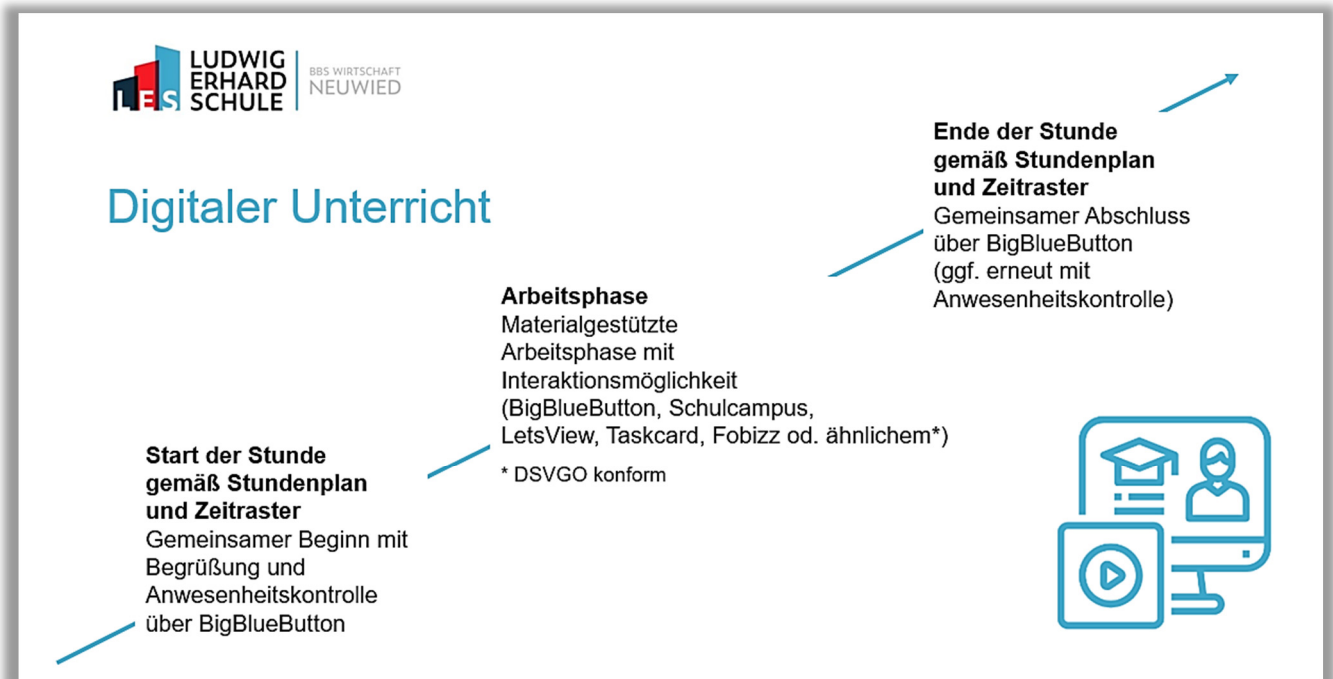 LES
LUDWIG
ERHARD
SCHULE
BBS WIRTSCHAFT
NEUWIED
Digitaler Unterricht
Start der Stunde
gemäß Stundenplan
und Zeitraster
Gemeinsamer Beginn mit
Begrüßung und
Anwesenheitskontrolle
über BigBlueButton
Arbeitsphase
Materialgestützte
Arbeitsphase mit
Interaktionsmöglichkeit
(BigBlueButton, Schulcampus,
LetsView, Taskcard, Fobizz od. ähnlichem*)
* DSVGO konform
Ende der Stunde
gemäß Stundenplan
und Zeitraster
Gemeinsamer Abschluss
über BigBlueButton
(ggf. erneut mit
Anwesenheitskontrolle)